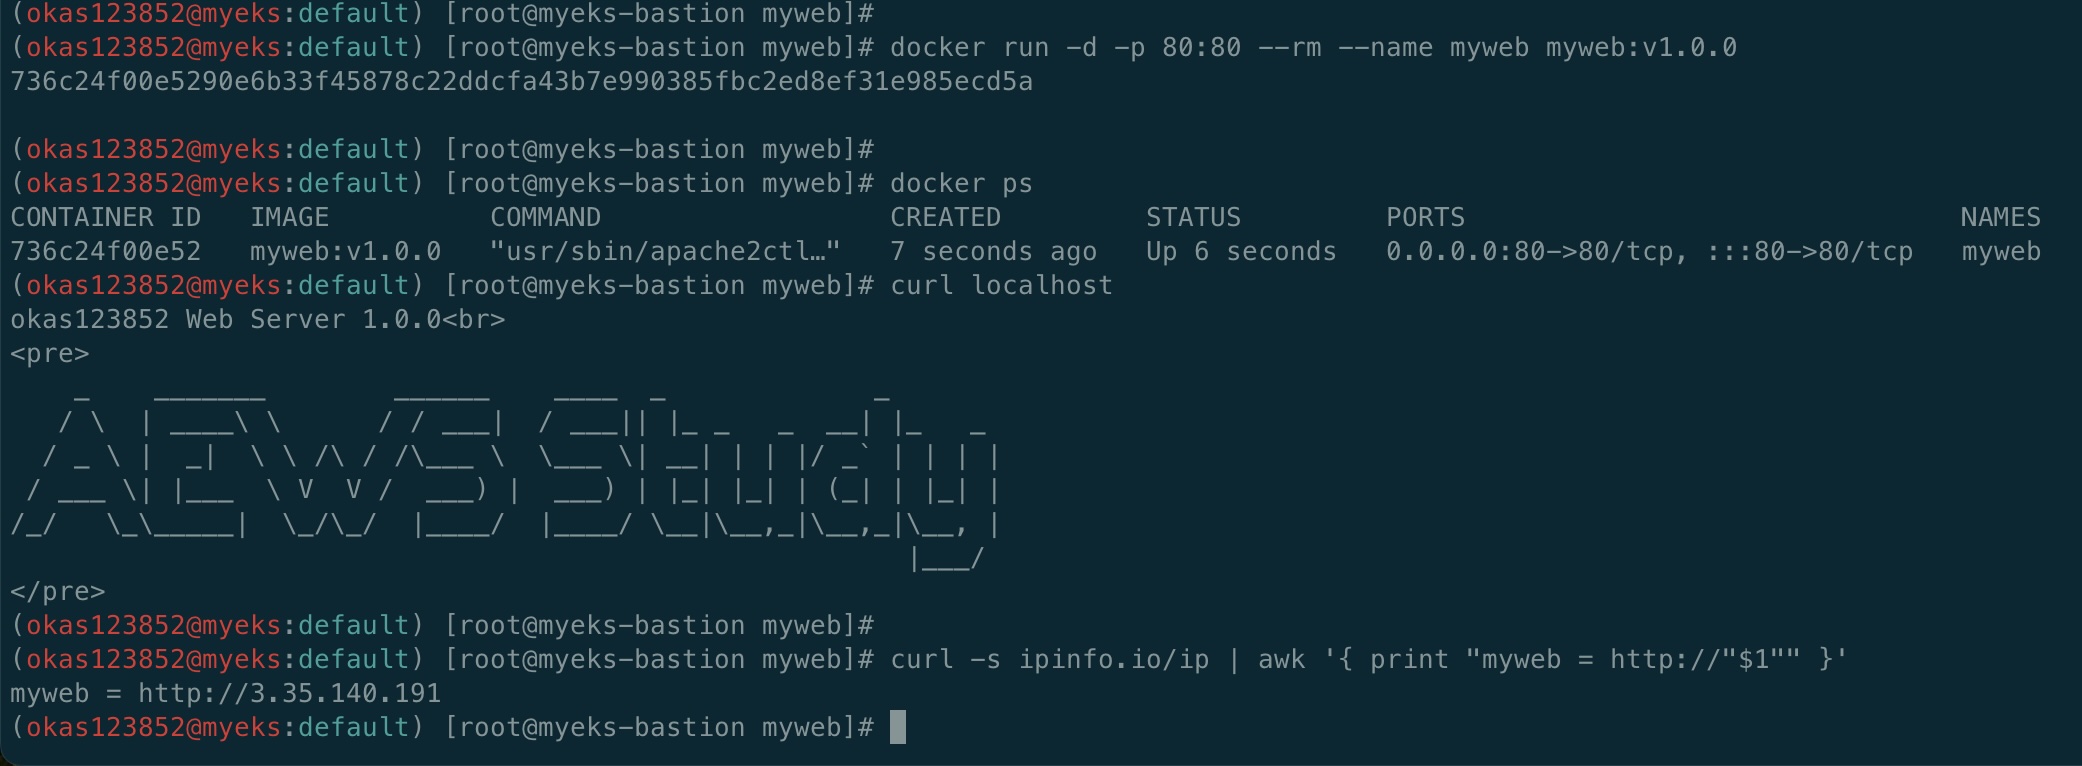 (okas123852@myeks:default) [root@myeks-bastion myweb]#
(okas123852@myeks:default) [root@myeks-bastion myweb]# docker run -d -p 80:80 --rm --name myweb myweb:v1.0.0
736c24f00e5290e6b33f45878c22ddcfa43b7e990385fbc2ed8ef31e985ecd5a

(okas123852@myeks:default) [root@myeks-bastion myweb]#
(okas123852@myeks:default) [root@myeks-bastion myweb]# docker ps
CONTAINER ID   IMAGE          COMMAND                  CREATED         STATUS         PORTS                               NAMES
736c24f00e52   myweb:v1.0.0   "usr/sbin/apache2ctl…"   7 seconds ago   Up 6 seconds   0.0.0.0:80->80/tcp, :::80->80/tcp   myweb
(okas123852@myeks:default) [root@myeks-bastion myweb]# curl localhost
okas123852 Web Server 1.0.0<br>
<pre>
    _    _______        ______    ____  _             _
   / \  | ____\ \      / / ___|  / ___|| |_ _   _  __| |_   _
  / _ \ |  _|  \ \ /\ / /\___ \  \___ \| __| | | |/ _` | | | |
 / ___ \| |___  \ V  V /  ___) |  ___) | |_| |_| | (_| | |_| |
/_/   \_\_____|  \_/\_/  |____/  |____/ \__|\__,_|\__,_|\__, |
                                                        |___/
</pre>
(okas123852@myeks:default) [root@myeks-bastion myweb]#
(okas123852@myeks:default) [root@myeks-bastion myweb]# curl -s ipinfo.io/ip | awk '{ print "myweb = http://"$1"" }'
myweb = http://3.35.140.191
(okas123852@myeks:default) [root@myeks-bastion myweb]#